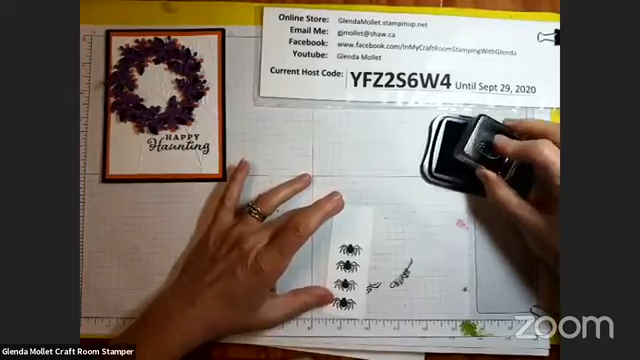 Online Store: GlendaMollet.stampinup.net
Email Me: gjmollet@shaw.ca
Facebook: www.facebook.com/InMyCraftRoomStampingWithGlenda
Youtube: Glenda Mollet
Current Host Code: YFZ2S6W4 Until Sept 29, 2020
HAPPY
Haunting
zoom
Glenda Mollet Craft Room Stamper